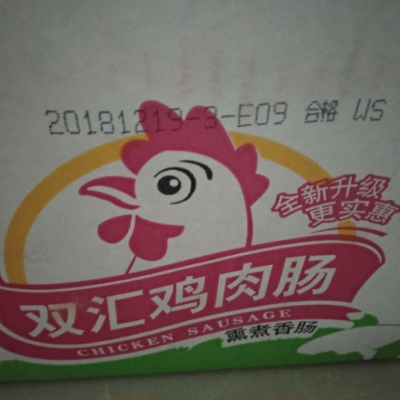 20181219-3-E09 合格 WS
全新升级
更实惠
双汇鸡肉肠
CHICKEN SAUSAGE
熏煮香肠